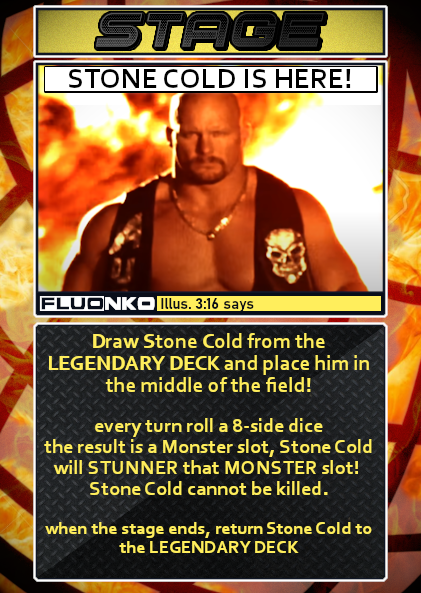 STAGE
STONE COLD IS HERE!
FLUONKO Illus. 3:16 says
Draw Stone Cold from the
LEGENDARY DECK and place him in
the middle of the field!
every turn roll a 8-side dice
the result is a Monster slot, Stone Cold
will STUNNER that MONSTER slot!
Stone Cold cannot be killed.
when the stage ends, return Stone Cold to
the LEGENDARY DECK